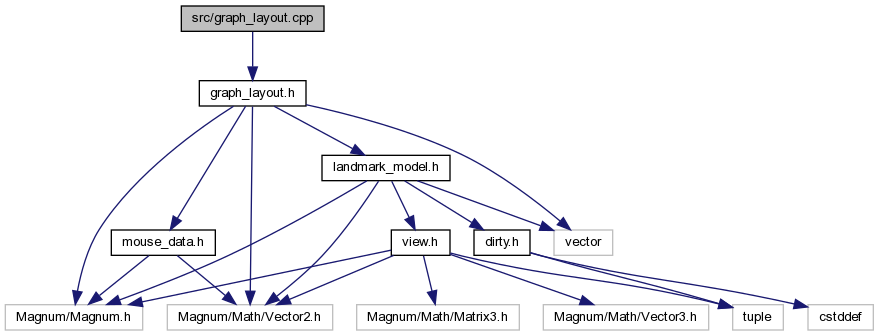 src/graph_layout.cpp
graph_layout.h
landmark_model.h
mouse_data.h
view.h
dirty.h
vector
Magnum/Magnum.h
Magnum/Math/Vector2.h
Magnum/Math/Matrix3.h
Magnum/Math/Vector3.h
tuple
cstddef